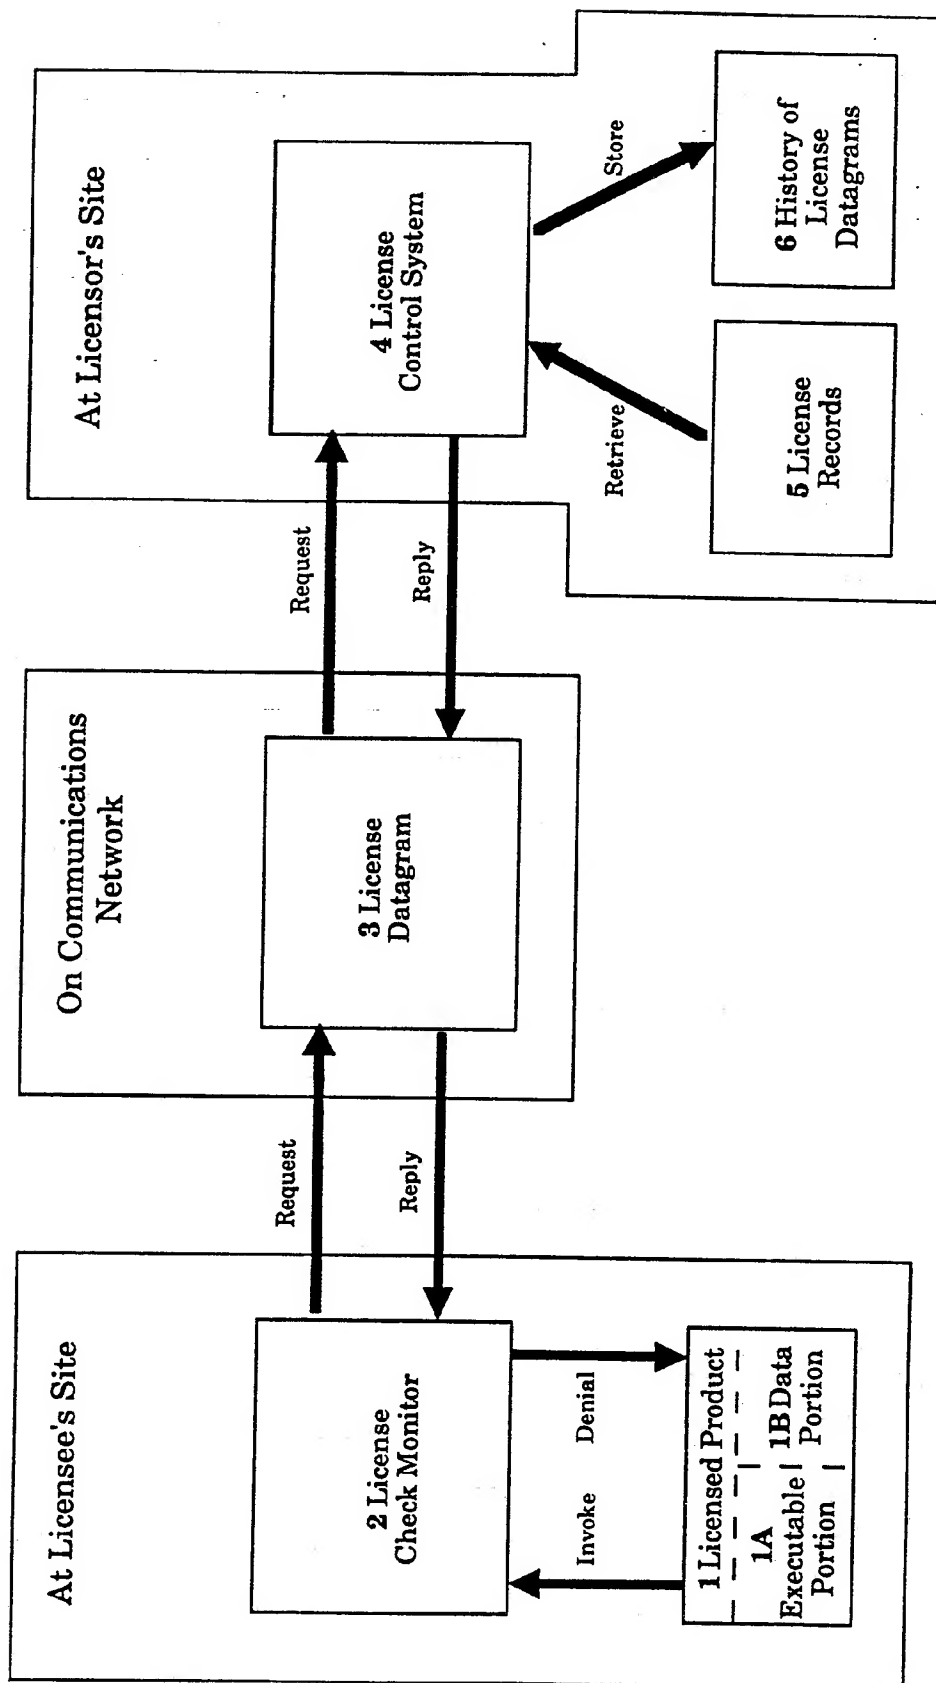 At Licensee's Site
2 License
Check Monitor
Invoke
Denial
1 Licensed Product
1A
Executable
Portion
1B Data
Portion
Request
Reply
On Communications
Network
3 License
Datagram
Request
Reply
At Licensor's Site
4 License
Control System
Retrieve
Store
5 License
Records
6 History of
License
Datagrams